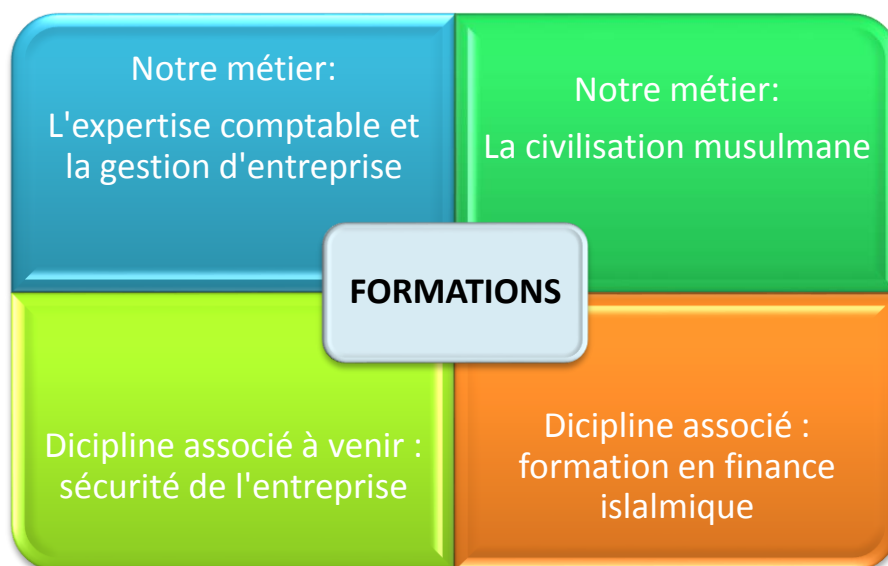 Notre métier:
L'expertise comptable et
la gestion d'entreprise
Notre métier:
La civilisation musulmane
FORMATIONS
Dicipline associé à venir :
sécurité de l'entreprise
Dicipline associé :
formation en finance
islalmique